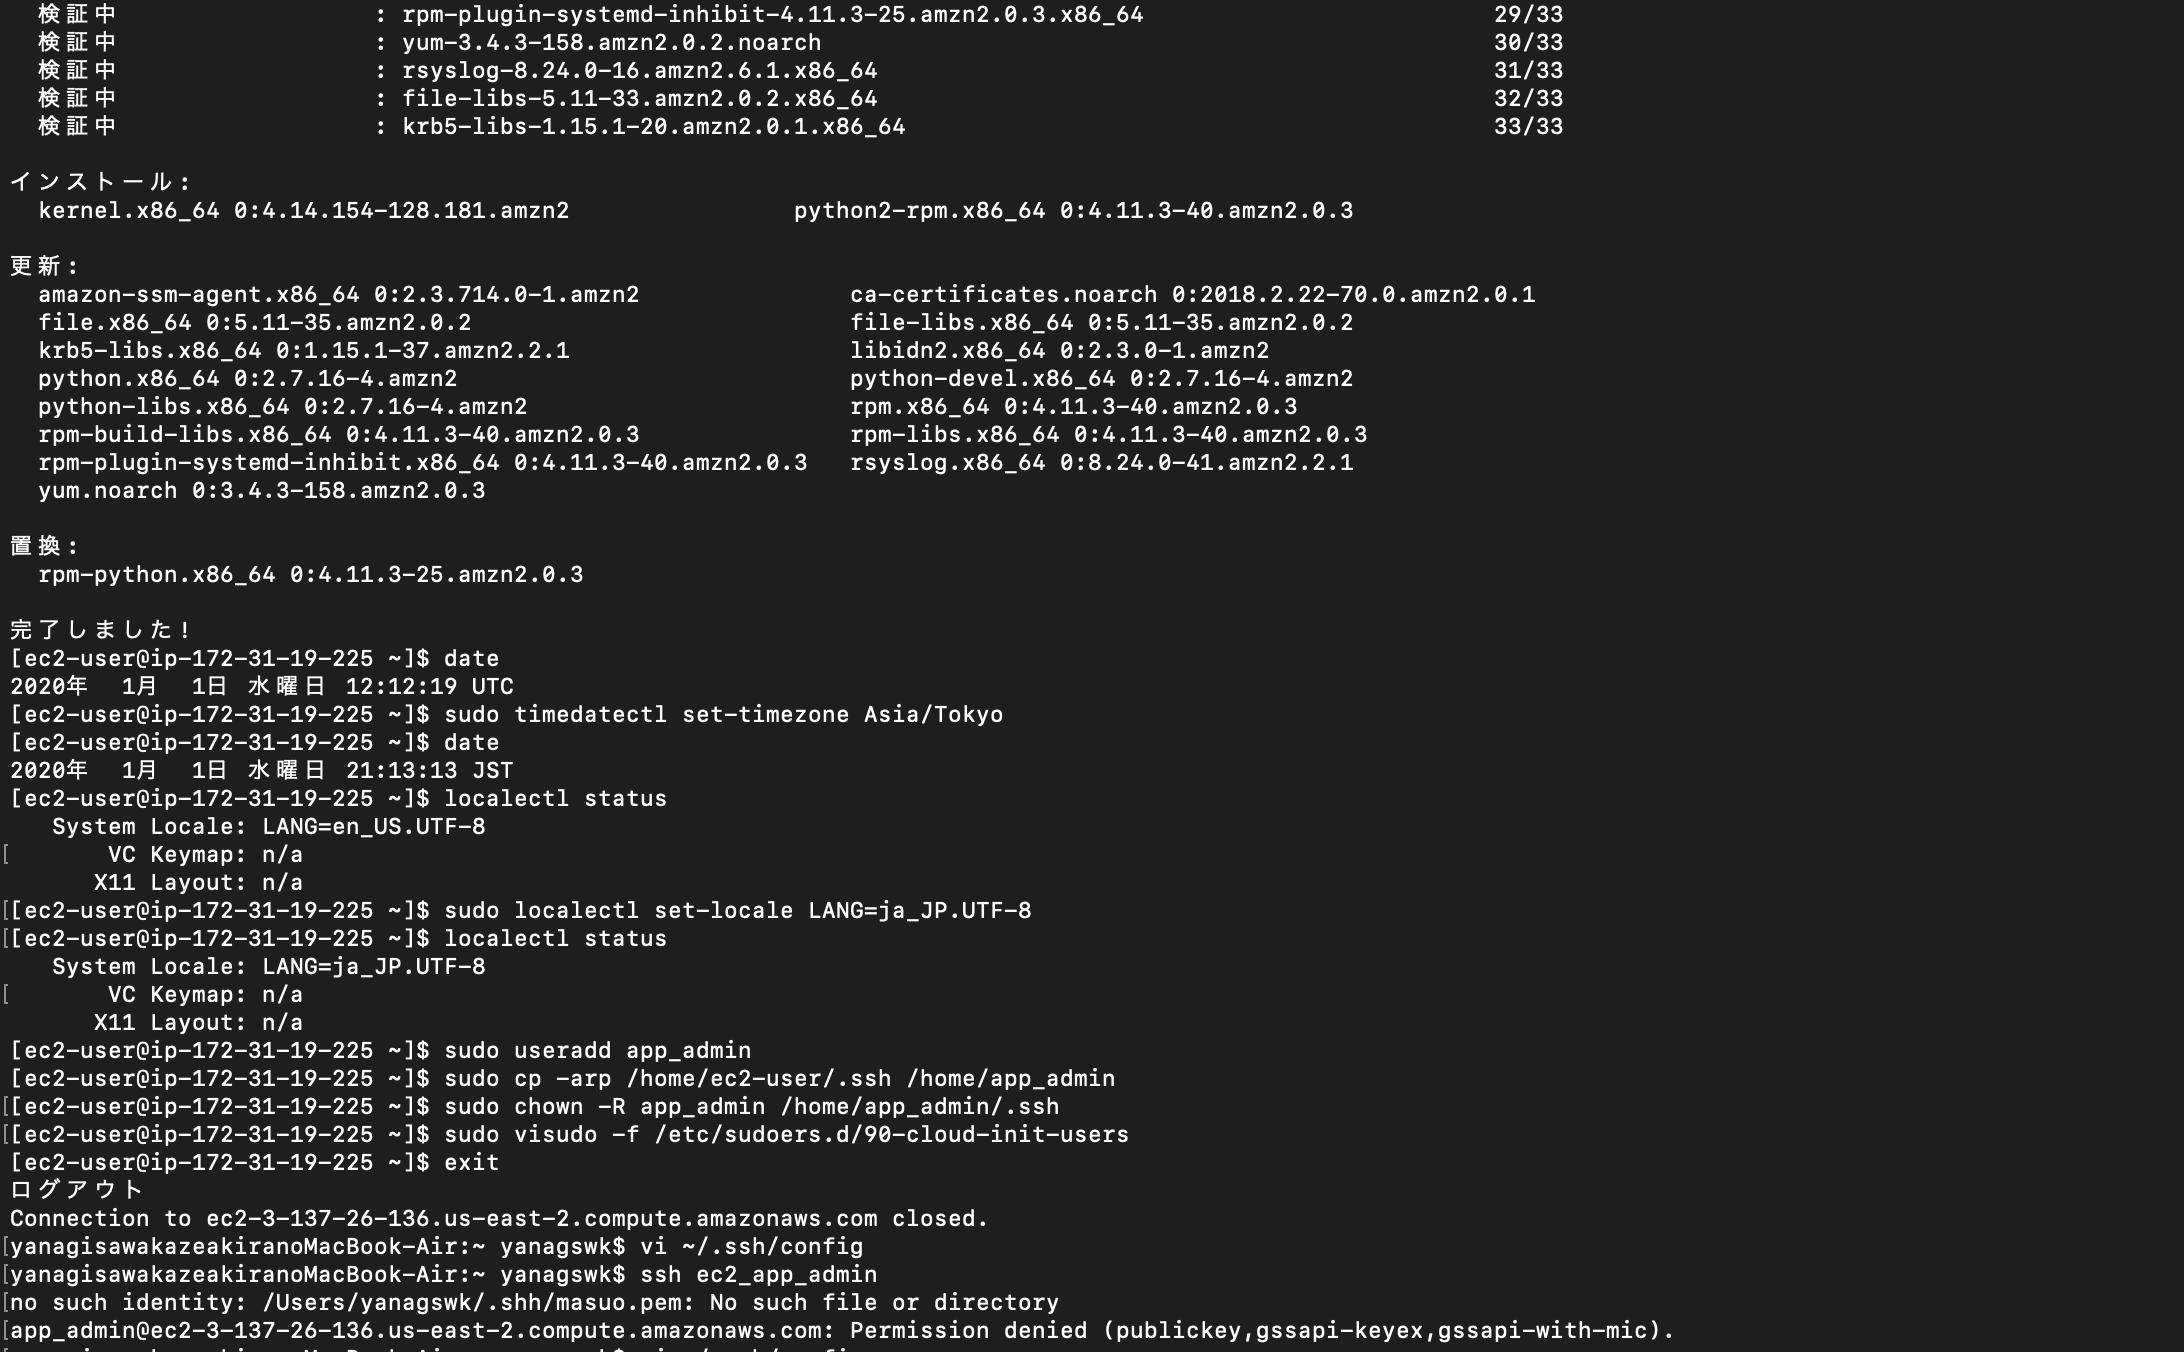 検証中 : rpm-plugin-systemd-inhibit-4.11.3-25.amzn2.0.3.x86_64 29/33
検証中 : yum-3.4.3-158.amzn2.0.2.noarch 30/33
検証中 : rsyslog-8.24.0-16.amzn2.6.1.x86_64 31/33
検証中 : file-libs-5.11-33.amzn2.0.2.x86_64 32/33
検証中 : krb5-libs-1.15.1-20.amzn2.0.1.x86_64 33/33
インストール:
kernel.x86_64 0:4.14.154-128.181.amzn2 python2-rpm.x86_64 0:4.11.3-40.amzn2.0.3
更新:
amazon-ssm-agent.x86_64 0:2.3.714.0-1.amzn2 ca-certificates.noarch 0:2018.2.22-70.0.amzn2.0.1
file.x86_64 0:5.11-35.amzn2.0.2 file-libs.x86_64 0:5.11-35.amzn2.0.2
krb5-libs.x86_64 0:1.15.1-37.amzn2.2.1 libidn2.x86_64 0:2.3.0-1.amzn2
python.x86_64 0:2.7.16-4.amzn2 python-devel.x86_64 0:2.7.16-4.amzn2
python-libs.x86_64 0:2.7.16-4.amzn2 rpm.x86_64 0:4.11.3-40.amzn2.0.3
rpm-build-libs.x86_64 0:4.11.3-40.amzn2.0.3 rpm-libs.x86_64 0:4.11.3-40.amzn2.0.3
rpm-plugin-systemd-inhibit.x86_64 0:4.11.3-40.amzn2.0.3 rsyslog.x86_64 0:8.24.0-41.amzn2.2.1
yum.noarch 0:3.4.3-158.amzn2.0.3
置換:
rpm-python.x86_64 0:4.11.3-25.amzn2.0.3
完了しました!
[ec2-user@ip-172-31-19-225 ~]$ date
2020年 1月 1日 水曜日 12:12:19 UTC
[ec2-user@ip-172-31-19-225 ~]$ sudo timedatectl set-timezone Asia/Tokyo
[ec2-user@ip-172-31-19-225 ~]$ date
2020年 1月 1日 水曜日 21:13:13 JST
[ec2-user@ip-172-31-19-225 ~]$ localectl status
System Locale: LANG=en_US.UTF-8
[ VC Keymap: n/a
X11 Layout: n/a
[[ec2-user@ip-172-31-19-225 ~]$ sudo localectl set-locale LANG=ja_JP.UTF-8
[[ec2-user@ip-172-31-19-225 ~]$ localectl status
System Locale: LANG=ja_JP.UTF-8
[ VC Keymap: n/a
X11 Layout: n/a
[ec2-user@ip-172-31-19-225 ~]$ sudo useradd app_admin
[ec2-user@ip-172-31-19-225 ~]$ sudo cp -arp /home/ec2-user/.ssh /home/app_admin
[[ec2-user@ip-172-31-19-225 ~]$ sudo chown -R app_admin /home/app_admin/.ssh
[[ec2-user@ip-172-31-19-225 ~]$ sudo visudo -f /etc/sudoers.d/90-cloud-init-users
[ec2-user@ip-172-31-19-225 ~]$ exit
ログアウト
Connection to ec2-3-137-26-136.us-east-2.compute.amazonaws.com closed.
[yanagisawakazeakiranoMacBook-Air:~ yanagswk$ vi ~/.ssh/config
[yanagisawakazeakiranoMacBook-Air:~ yanagswk$ ssh ec2_app_admin
[no such identity: /Users/yanagswk/.shh/masuo.pem: No such file or directory
[app_admin@ec2-3-137-26-136.us-east-2.compute.amazonaws.com: Permission denied (publickey,gssapi-keyex,gssapi-with-mic).